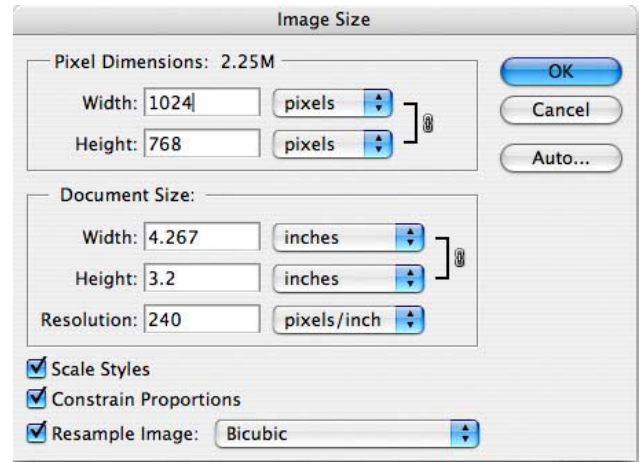 Image Size
Pixel Dimensions: 2.25M
OK
Width: 1024 pixels
Cancel
Height: 768 pixels
Auto...
Document Size:
Width: 4.267 inches
Height: 3.2 inches
Resolution: 240 pixels/inch
Scale Styles
Constrain Proportions
Resample Image: Bicubic